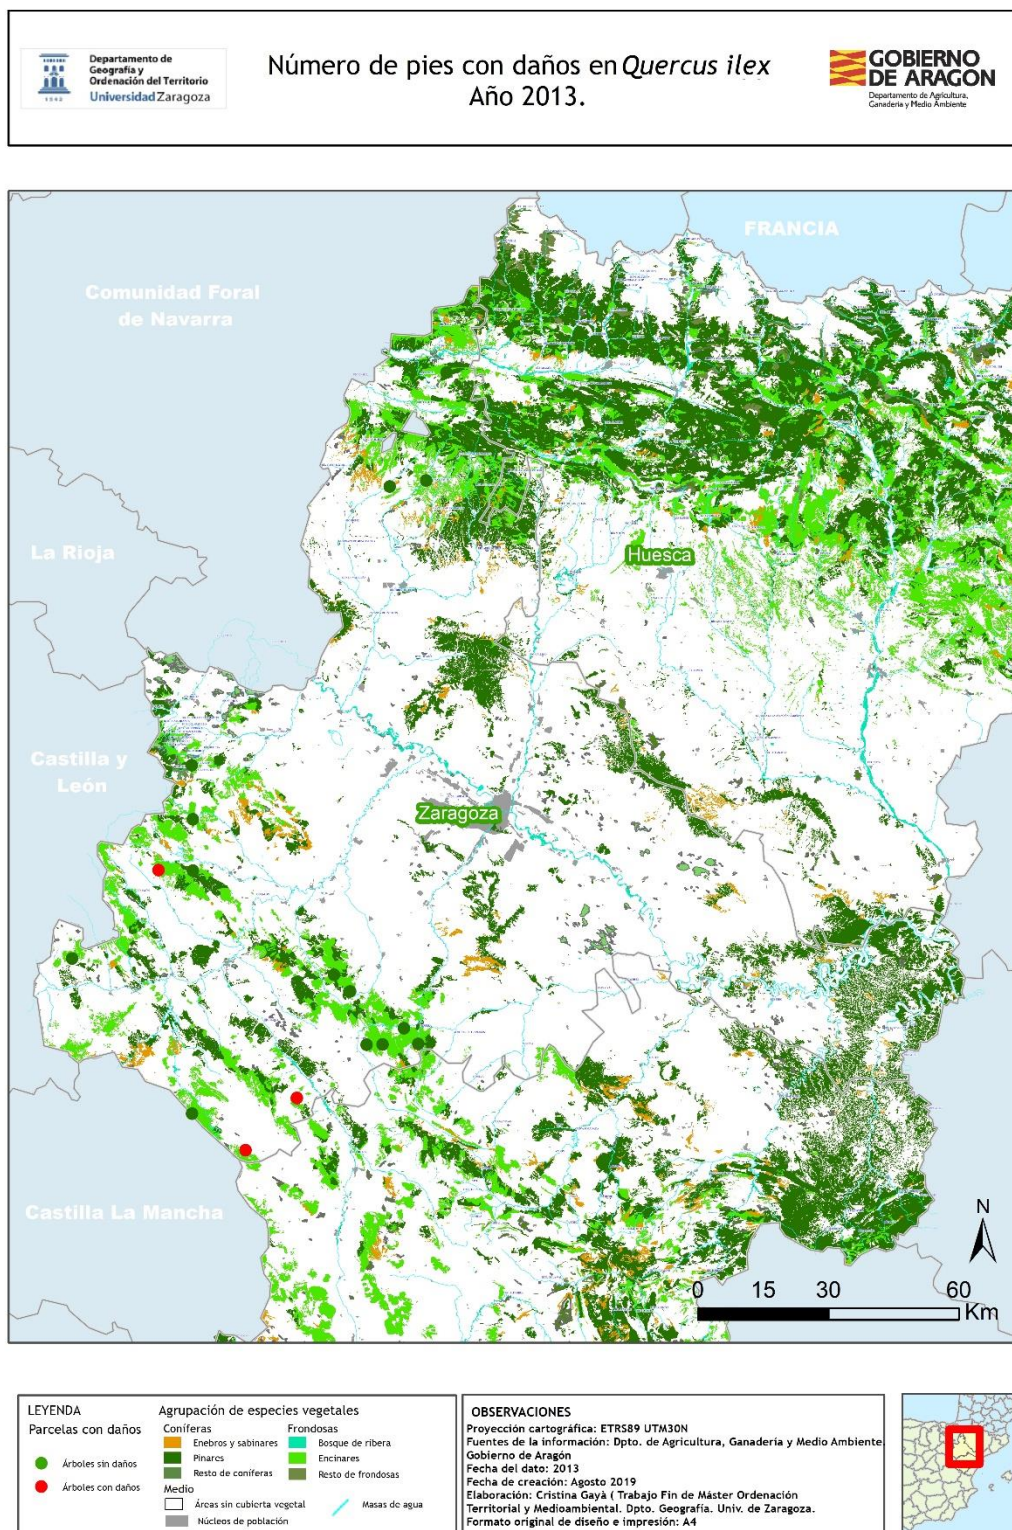 Departamento de
Geografía y
Ordenación del Territorio
Universidad Zaragoza
1542
Número de pies con daños en Quercus ilex
Año 2013.
GOBIERNO
DE ARAGON
Departamento de Agricultura,
Ganadería y Medio Ambiente
FRANCIA
Comunidad Foral
de Navarra
La Rioja
Huesca
Castilla y
León
Zaragoza
Castilla La Mancha
N
0 15 30 60
Km
LEYENDA
Parcelas con daños
Árboles sin daños
Árboles con daños
Agrupación de especies vegetales
Coníferas
Enebros y sabinares
Pinares
Resto de coníferas
Frondosas
Bosque de ribera
Encinares
Resto de frondosas
Medio
Áreas sin cubierta vegetal
Núcleos de población
Masas de agua
OBSERVACIONES
Proyección cartográfica: ETRS89 UTM30N
Fuentes de la información: Dpto. de Agricultura, Ganadería y Medio Ambiente.
Gobierno de Aragón
Fecha del dato: 2013
Fecha de creación: Agosto 2019
Elaboración: Cristina Gayà ( Trabajo Fin de Máster Ordenación
Territorial y Medioambiental. Dpto. Geografía. Univ. de Zaragoza.
Formato original de diseño e impresión: A4